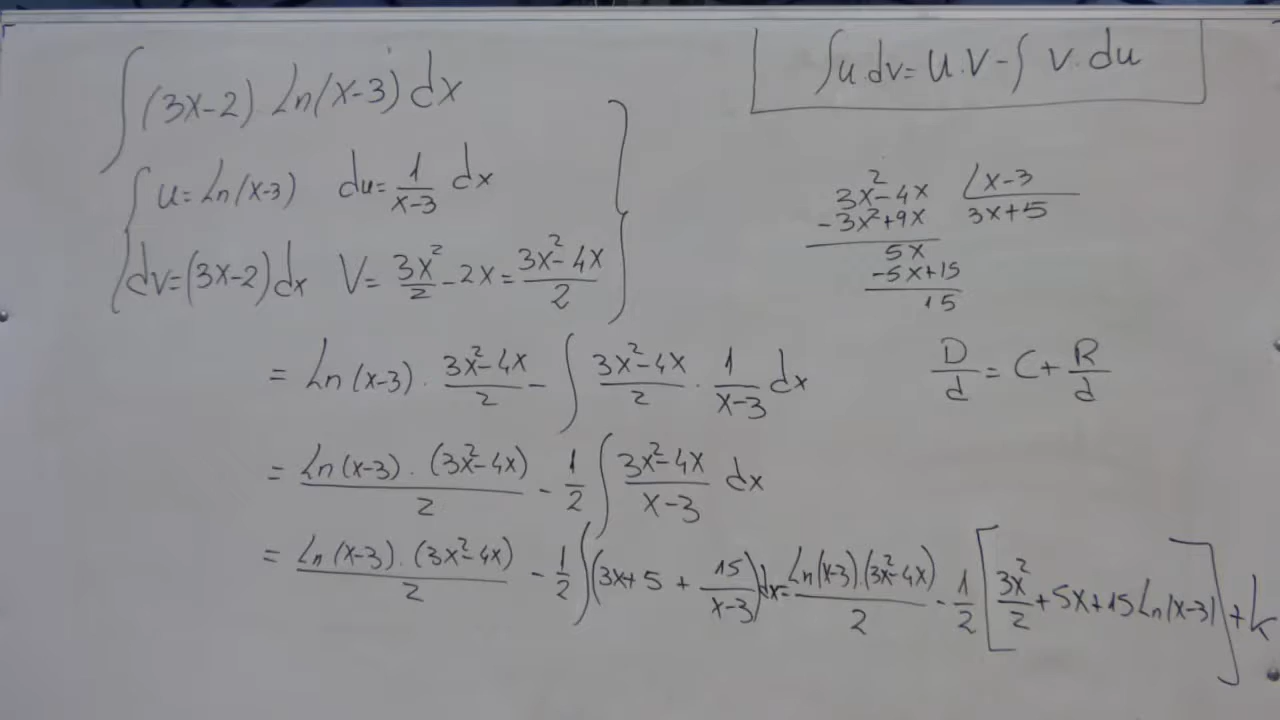 ∫(3x-2) Ln(x-3) dx
∫u.dv = u.v - ∫ v.du
u = Ln(x-3) du = 1/(x-3) dx
dv = (3x-2)dx V = 3x²/2 - 2x = (3x²-4x)/2
3x²-4x | x-3
-3x²+9x 3x+5
5x
-5x+15
15
D/d = C + R/d
= Ln(x-3) . (3x²-4x)/2 - ∫ (3x²-4x)/2 . 1/(x-3) dx
= Ln(x-3).(3x²-4x)/2 - 1/2 ∫ (3x²-4x)/(x-3) dx
= Ln(x-3).(3x²-4x)/2 - 1/2 ∫(3x+5 + 15/(x-3))dx = Ln(x-3).(3x²-4x)/2 - 1/2 [3x²/2 + 5x + 15 Ln(x-3)] + k